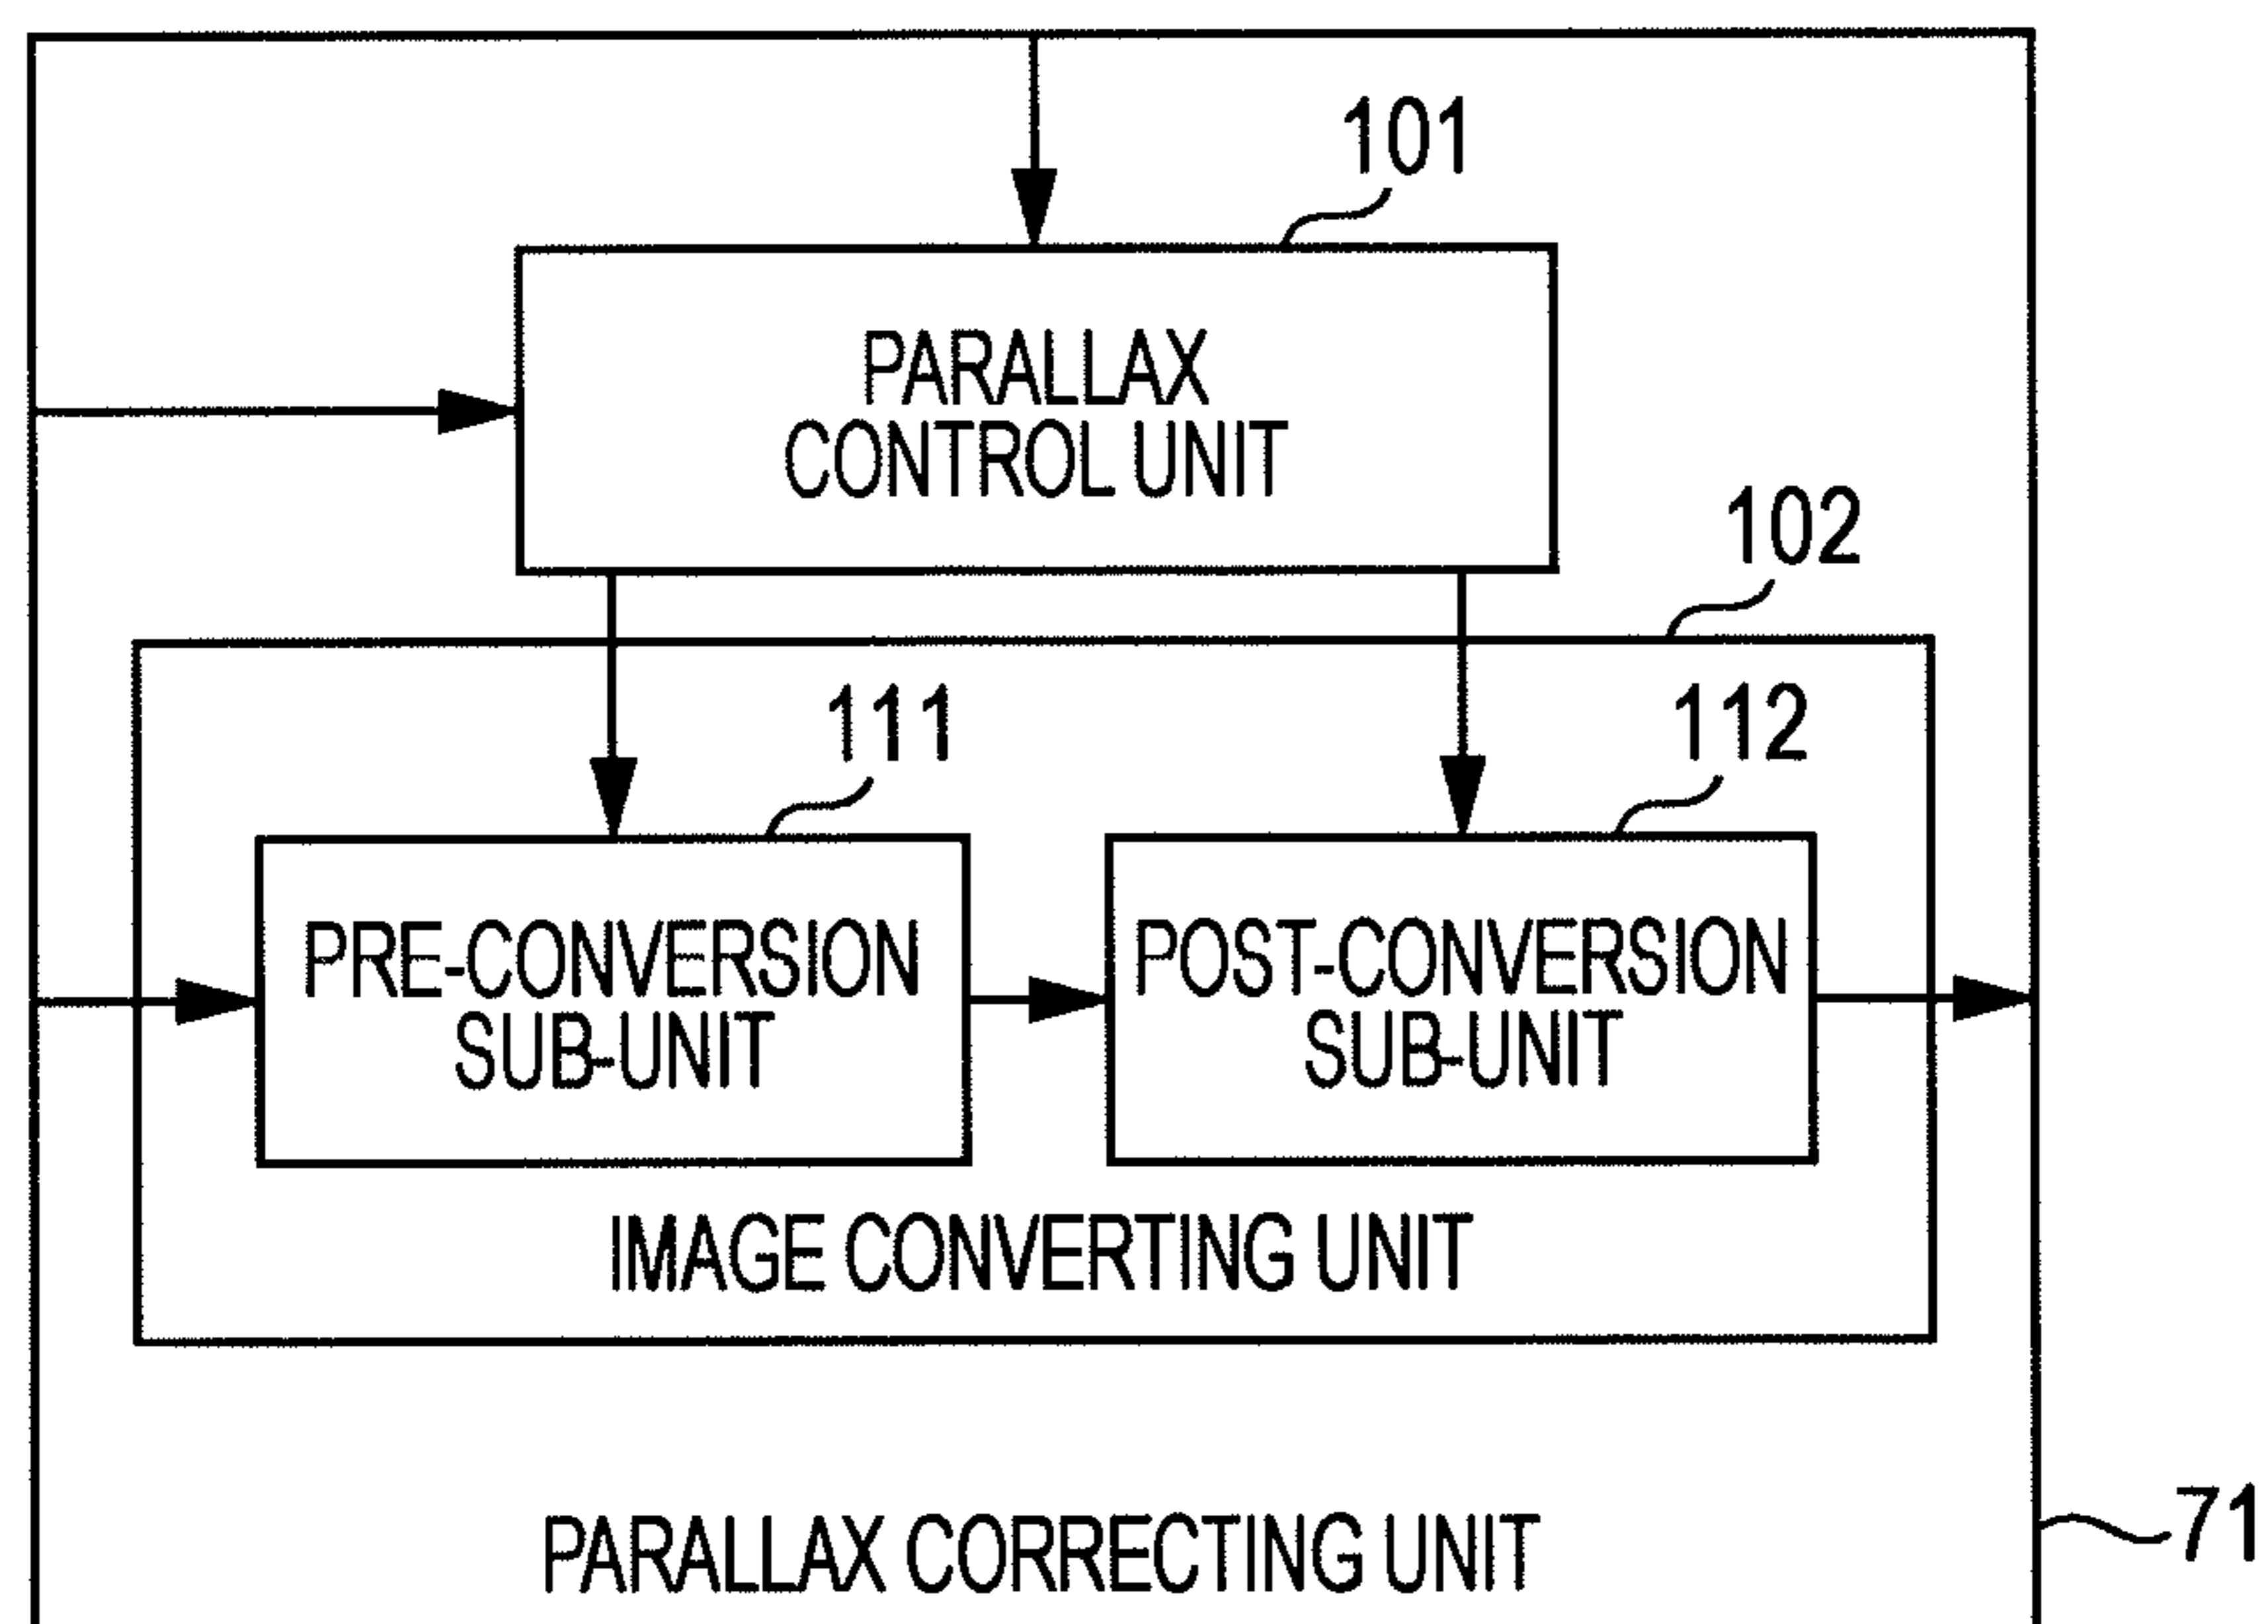 101
PARALLAX
CONTROL UNIT
102
111
112
PRE-CONVERSION
SUB-UNIT
POST-CONVERSION
SUB-UNIT
IMAGE CONVERTING UNIT
71
PARALLAX CORRECTING UNIT